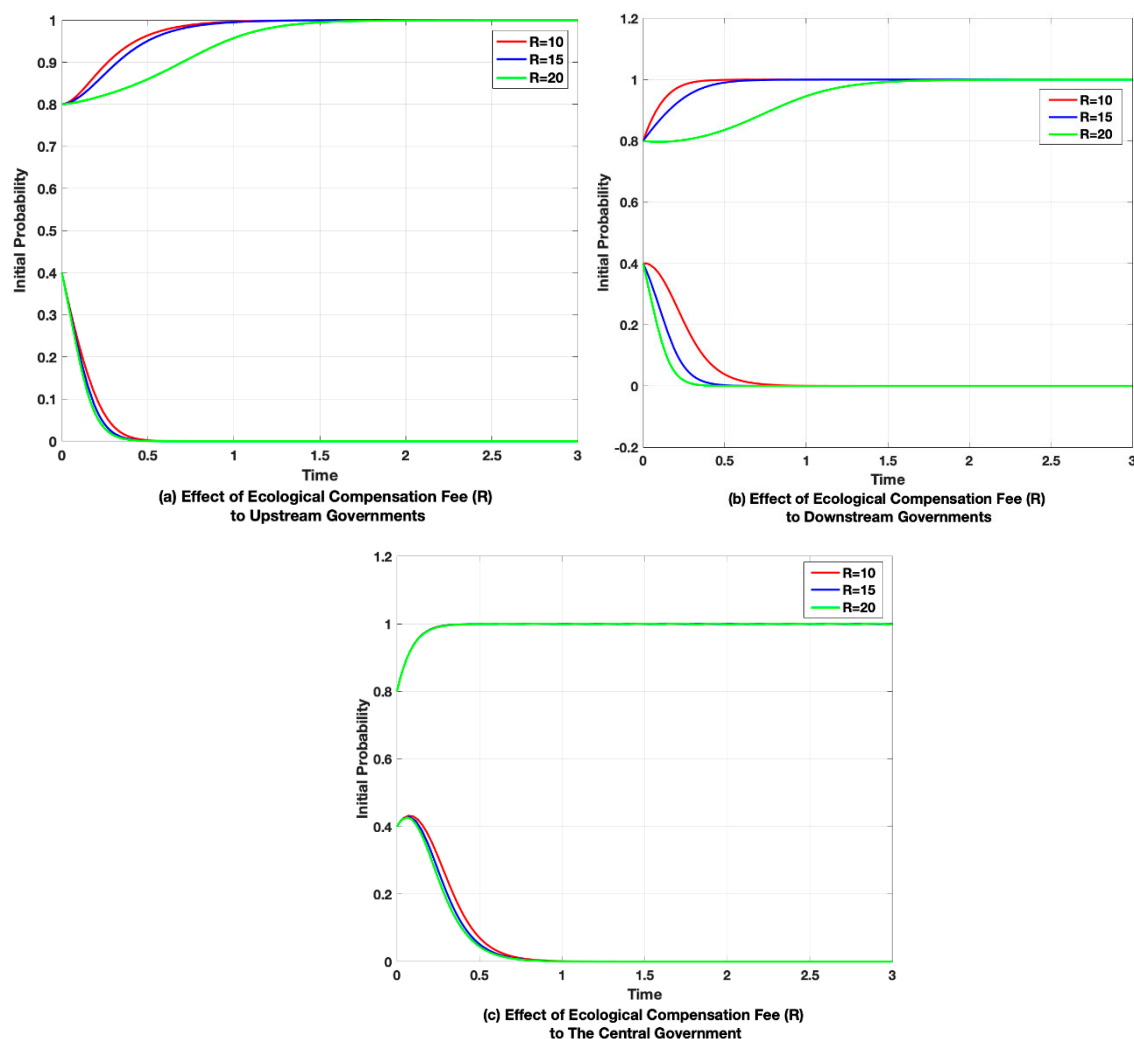 1
0.9
0.8
0.7
0.6
0.5
0.4
0.3
0.2
0.1
0
Initial Probability
R=10
R=15
R=20
0 0.5 1 1.5 2 2.5 3
Time
(a) Effect of Ecological Compensation Fee (R)
to Upstream Governments
1.2
1
0.8
0.6
0.4
0.2
0
-0.2
Initial Probability
R=10
R=15
R=20
0 0.5 1 1.5 2 2.5 3
Time
(b) Effect of Ecological Compensation Fee (R)
to Downstream Governments
1.2
1
0.8
0.6
0.4
0.2
0
Initial Probability
R=10
R=15
R=20
0 0.5 1 1.5 2 2.5 3
Time
(c) Effect of Ecological Compensation Fee (R)
to The Central Government